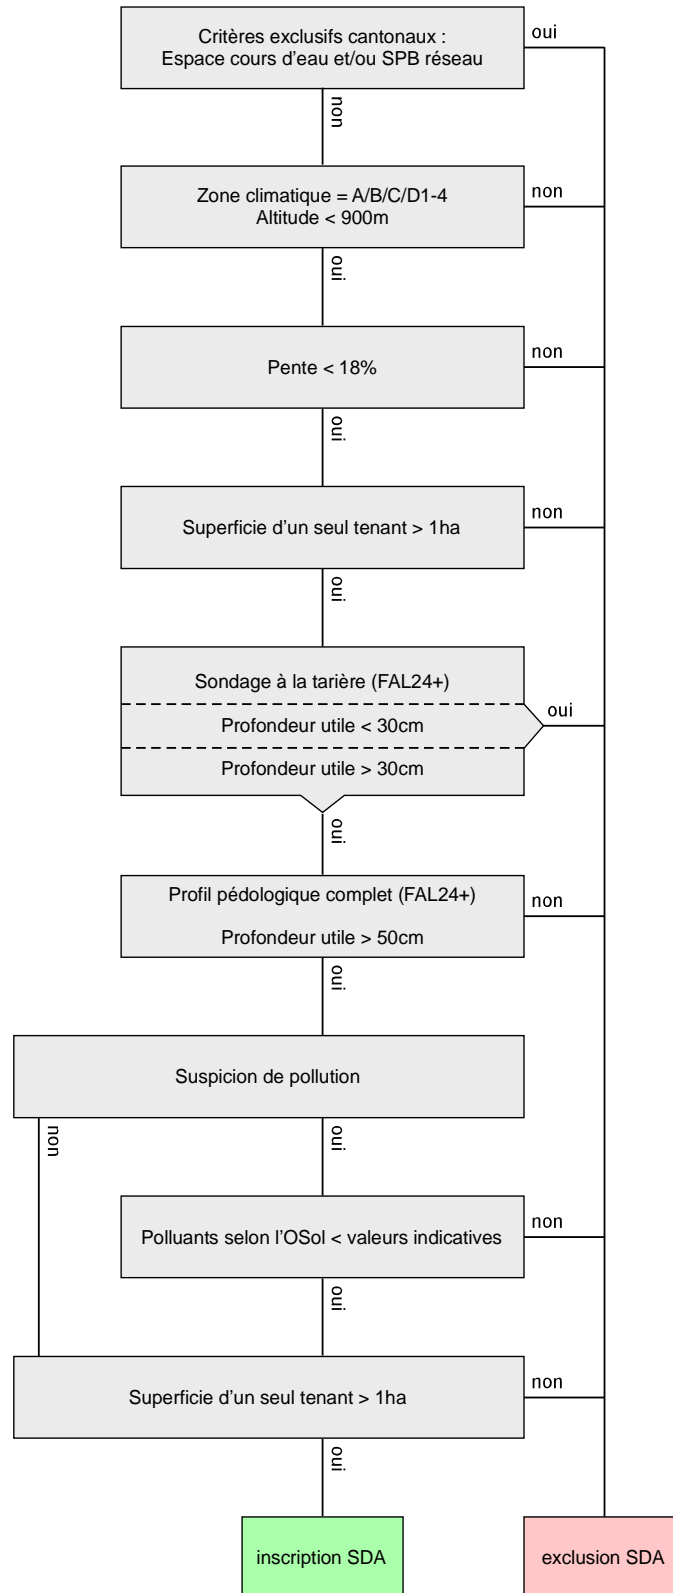 Critères exclusifs cantonaux :
Espace cours d'eau et/ou SPB réseau
oui
non
Zone climatique = A/B/C/D1-4
Altitude < 900m
non
oui
Pente < 18%
non
oui
Superficie d'un seul tenant > 1ha
non
oui
Sondage à la tarière (FAL24+)
Profondeur utile < 30cm
oui
Profondeur utile > 30cm
oui
Profil pédologique complet (FAL24+)
non
Profondeur utile > 50cm
oui
Suspicion de pollution
non
oui
Polluants selon l'OSol < valeurs indicatives
non
oui
Superficie d'un seul tenant > 1ha
non
oui
inscription SDA
exclusion SDA